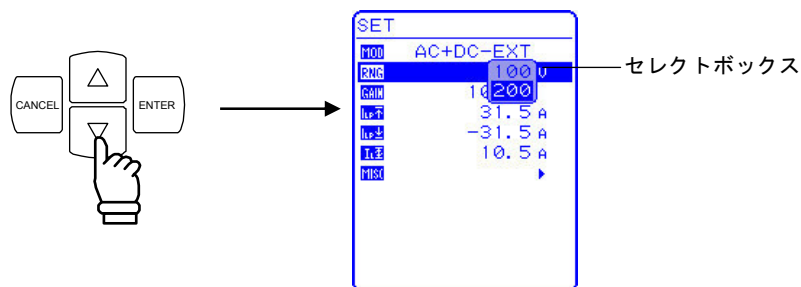 CANCEL
ENTER
SET
MOD AC+DC-EXT
RNG 100 V
200
GAIN 10
31.5 A
-31.5 A
10.5 A
MISC
セレクトボックス